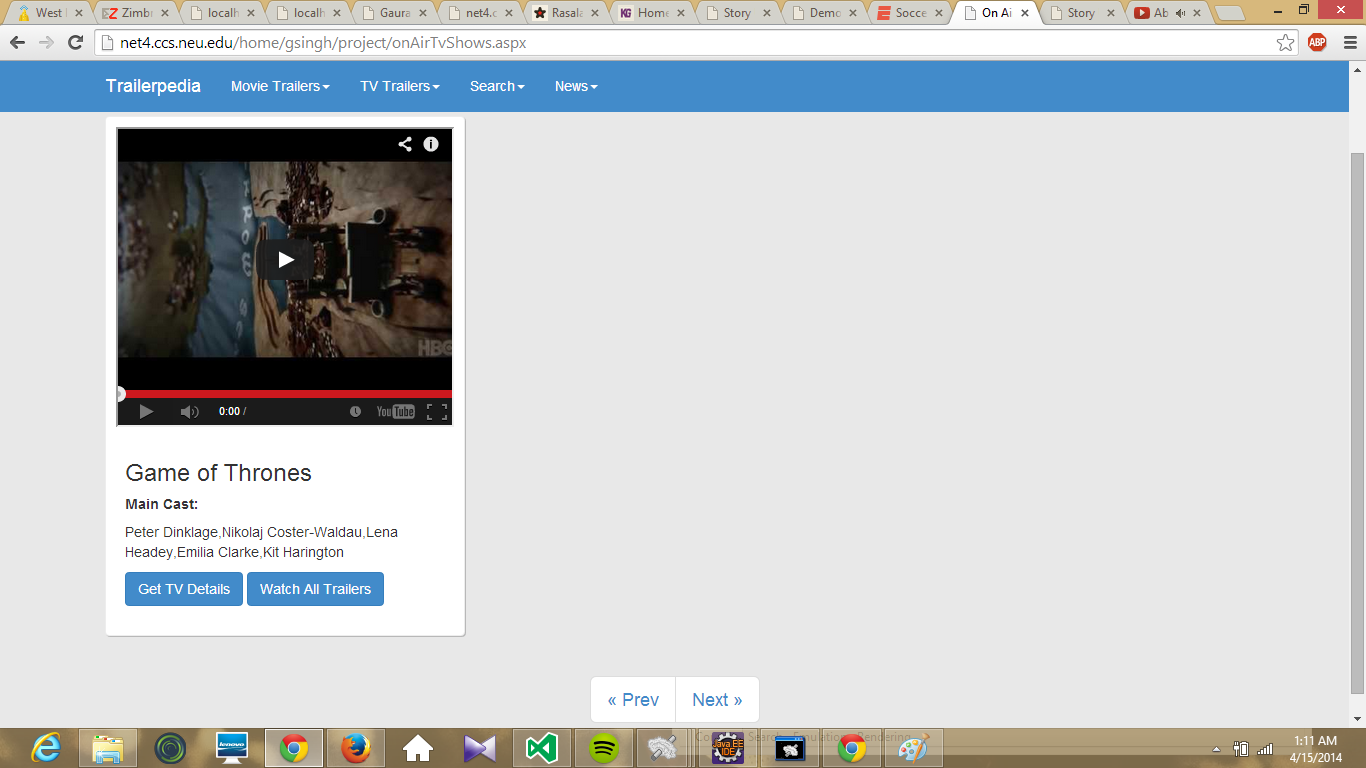 West
Zimbr
localh
localh
Gaura
net4.c
Rasala
KG Home
Story
Demo
Socce
On Ai
Story
Ab
net4.ccs.neu.edu/home/gsingh/project/onAirTvShows.aspx
ABP
Trailerpedia Movie Trailers TV Trailers Search News
HBO
0:00 /
YouTube
Game of Thrones
Main Cast:
Peter Dinklage,Nikolaj Coster-Waldau,Lena
Headey,Emilia Clarke,Kit Harington
Get TV Details Watch All Trailers
« Prev Next »
lenovo
Java EE
IDE
1:11 AM
4/15/2014